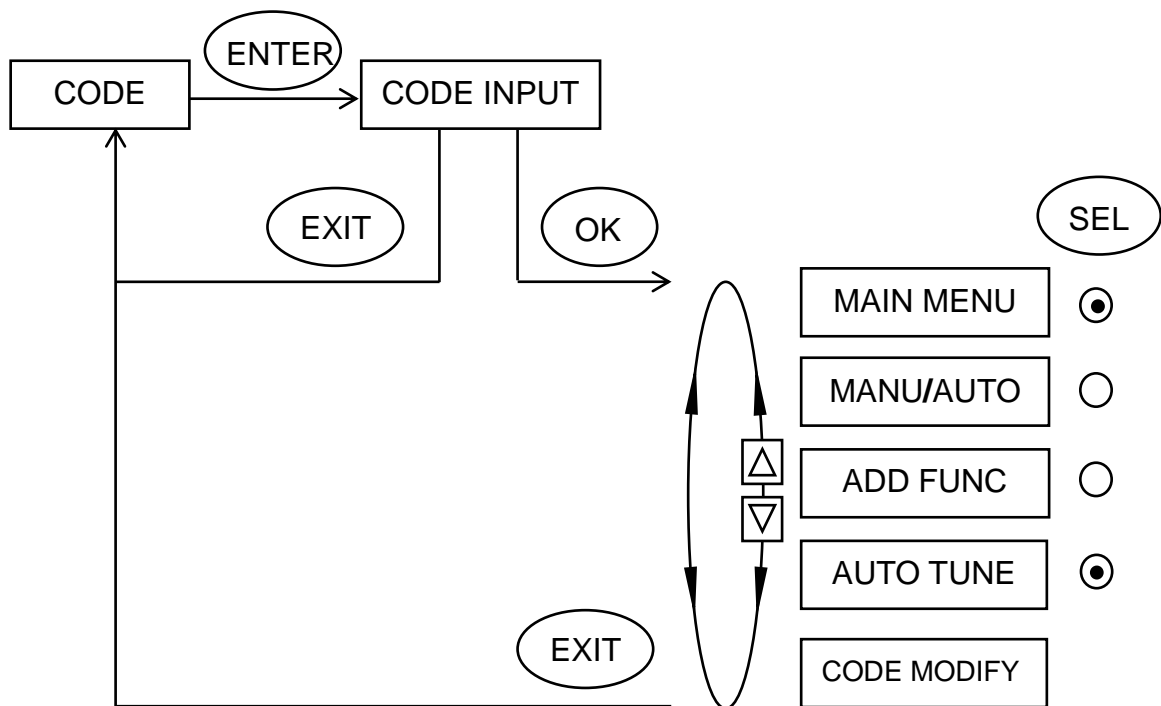 ENTER
CODE
CODE INPUT
EXIT
OK
SEL
MAIN MENU
MANU/AUTO
ADD FUNC
AUTO TUNE
EXIT
CODE MODIFY